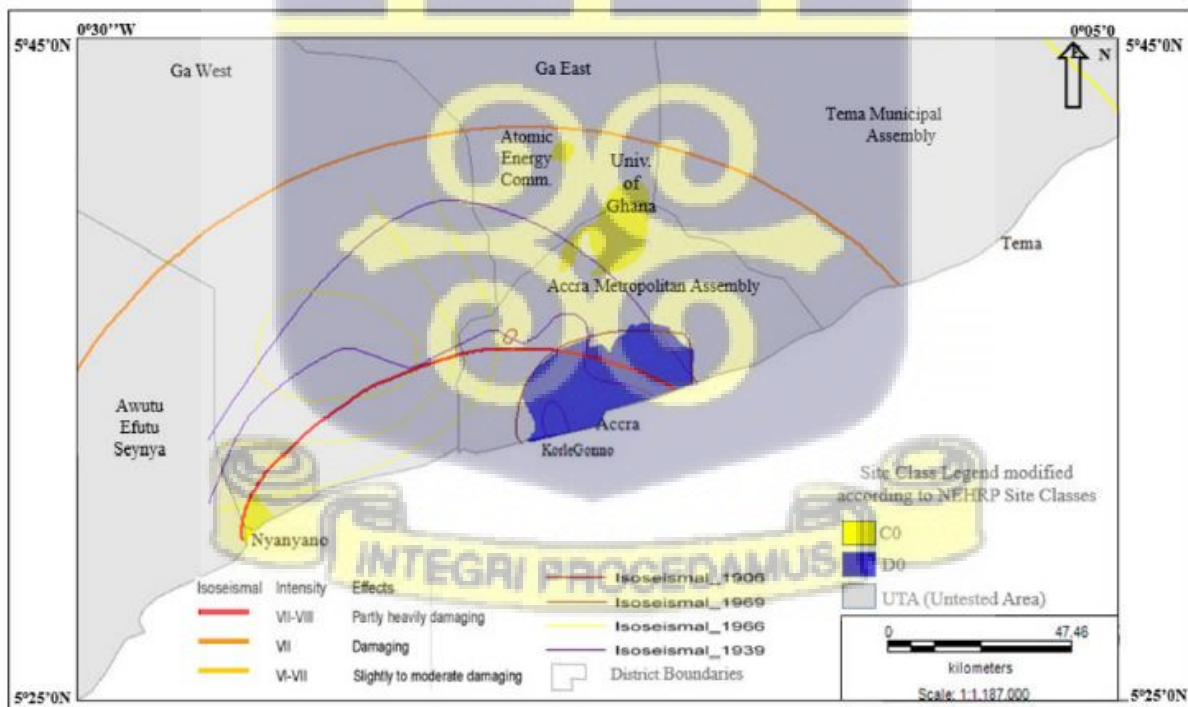 0°30''W
0°05'0
5°45'0N
5°45'0N
N
Ga West
Ga East
Tema Municipal
Assembly
Atomic
Energy
Comm.
Univ.
of
Ghana
Tema
Accra Metropolitan Assembly
Awutu
Efutu
Seynya
Accra
KorleGonno
Nyanyano
INTEGRI PROCEDAMUS
Site Class Legend modified
according to NEHRP Site Classes
C0
D0
UTA (Untested Area)
Isoseismal Intensity Effects
VII-VIII Partly heavily damaging
VII Damaging
VI-VII Slightly to moderate damaging
Isoseismal_1906
Isoseismal_1969
Isoseismal_1966
Isoseismal_1939
District Boundaries
0 47,46
kilometers
Scale: 1:1,187,000
5°25'0"N
5°25'0"N